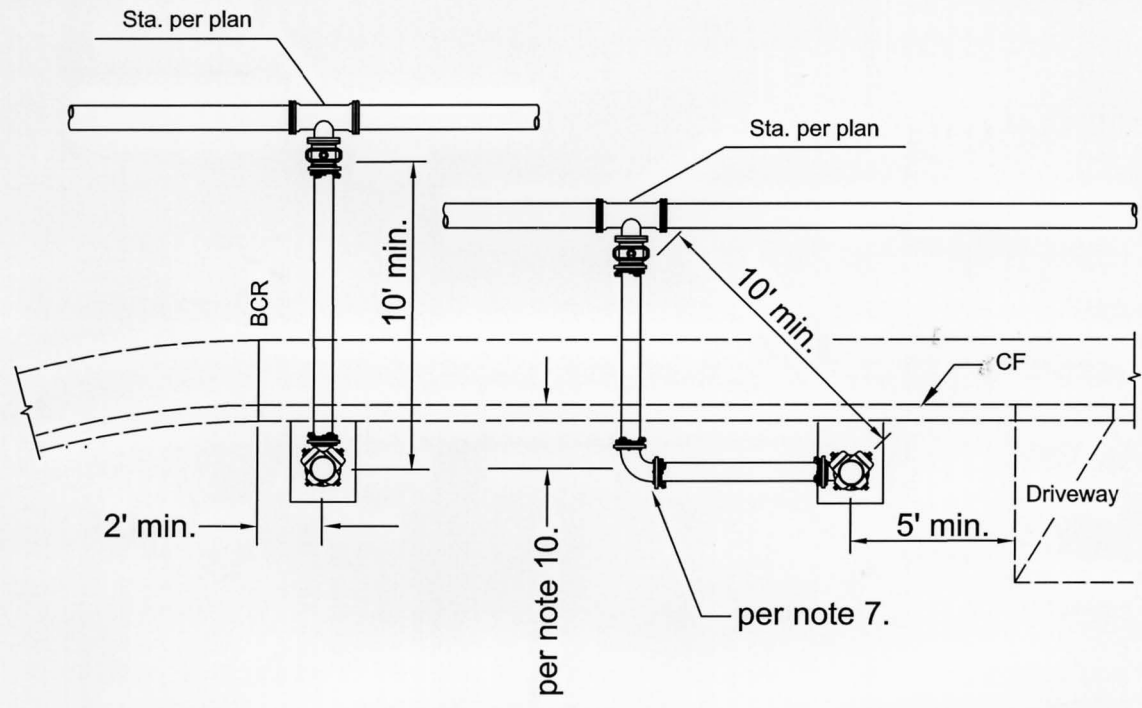 Sta. per plan
Sta. per plan
BCR
10' min.
10' min.
CF
Driveway
2' min.
5' min.
per note 10.
per note 7.